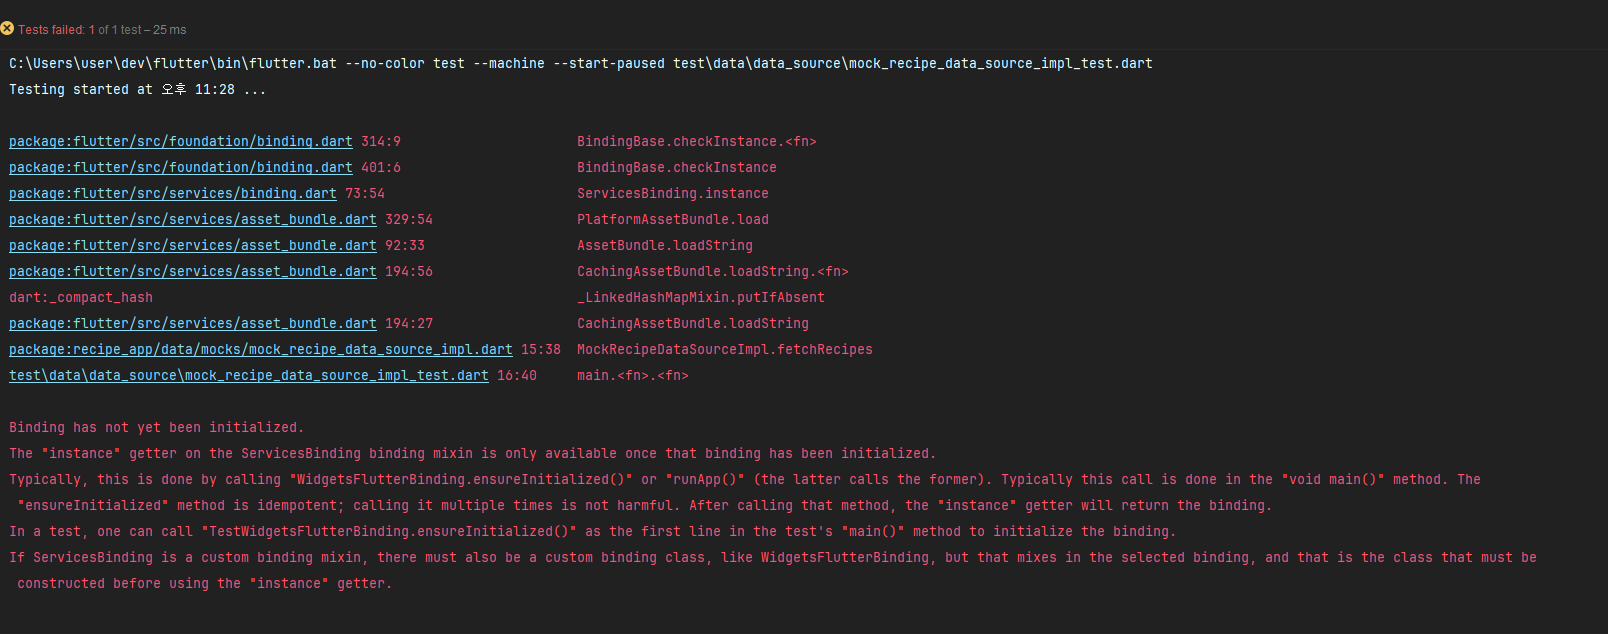 Tests failed: 1 of 1 test – 25 ms
C:\Users\user\dev\flutter\bin\flutter.bat --no-color test --machine --start-paused test\data\data_source\mock_recipe_data_source_impl_test.dart
Testing started at 오후 11:28 ...
package:flutter/src/foundation/binding.dart 314:9 BindingBase.checkInstance.<fn>
package:flutter/src/foundation/binding.dart 401:6 BindingBase.checkInstance
package:flutter/src/services/binding.dart 73:54 ServicesBinding.instance
package:flutter/src/services/asset_bundle.dart 329:54 PlatformAssetBundle.load
package:flutter/src/services/asset_bundle.dart 92:33 AssetBundle.loadString
package:flutter/src/services/asset_bundle.dart 194:56 CachingAssetBundle.loadString.<fn>
dart:_compact_hash _LinkedHashMapMixin.putIfAbsent
package:flutter/src/services/asset_bundle.dart 194:27 CachingAssetBundle.loadString
package:recipe_app/data/mocks/mock_recipe_data_source_impl.dart 15:38 MockRecipeDataSourceImpl.fetchRecipes
test\data\data_source\mock_recipe_data_source_impl_test.dart 16:40 main.<fn>.<fn>
Binding has not yet been initialized.
The "instance" getter on the ServicesBinding binding mixin is only available once that binding has been initialized.
Typically, this is done by calling "WidgetsFlutterBinding.ensureInitialized()" or "runApp()" (the latter calls the former). Typically this call is done in the "void main()" method. The
"ensureInitialized" method is idempotent; calling it multiple times is not harmful. After calling that method, the "instance" getter will return the binding.
In a test, one can call "TestWidgetsFlutterBinding.ensureInitialized()" as the first line in the test's "main()" method to initialize the binding.
If ServicesBinding is a custom binding mixin, there must also be a custom binding class, like WidgetsFlutterBinding, but that mixes in the selected binding, and that is the class that must be
constructed before using the "instance" getter.